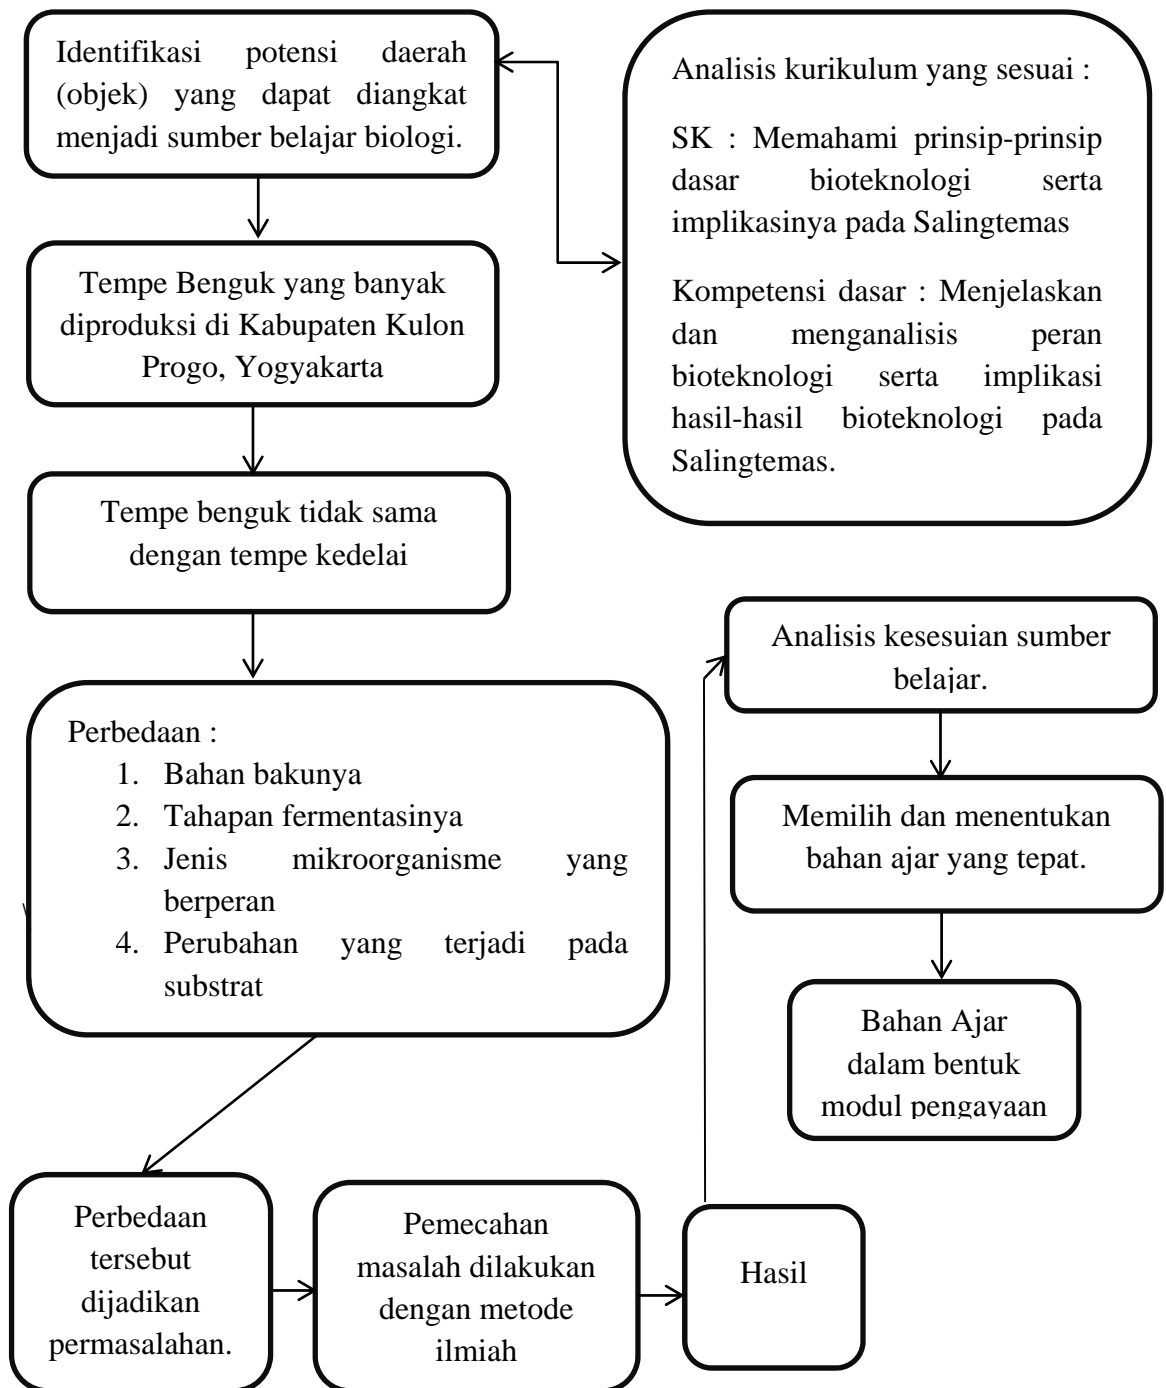 Identifikasi potensi daerah
(objek) yang dapat diangkat
menjadi sumber belajar biologi.
Analisis kurikulum yang sesuai :
SK : Memahami prinsip-prinsip
dasar bioteknologi serta
implikasinya pada Salingtemas
Kompetensi dasar : Menjelaskan
dan menganalisis peran
bioteknologi serta implikasi
hasil-hasil bioteknologi pada
Salingtemas.
Tempe Benguk yang banyak
diproduksi di Kabupaten Kulon
Progo, Yogyakarta
Tempe benguk tidak sama
dengan tempe kedelai
Perbedaan :
1. Bahan bakunya
2. Tahapan fermentasinya
3. Jenis mikroorganisme yang
berperan
4. Perubahan yang terjadi pada
substrat
Perbedaan
tersebut
dijadikan
permasalahan.
Pemecahan
masalah dilakukan
dengan metode
ilmiah
Hasil
Analisis kesesuian sumber
belajar.
Memilih dan menentukan
bahan ajar yang tepat.
Bahan Ajar
dalam bentuk
modul pengayaan